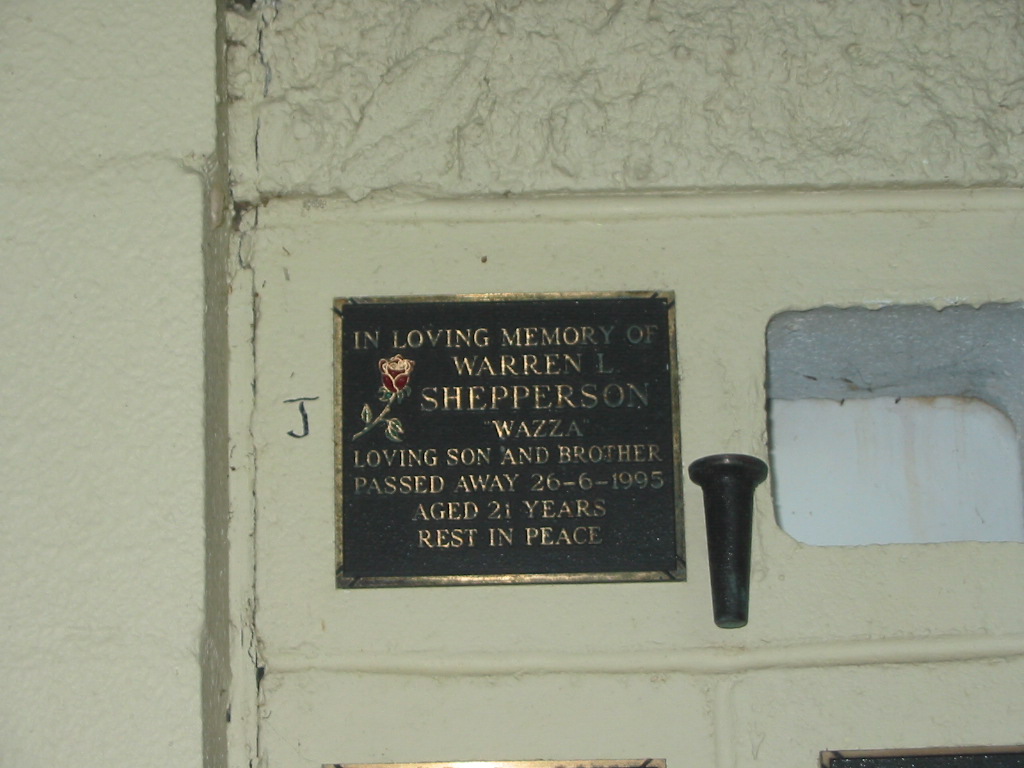 IN LOVING MEMORY OF
WARREN L
SHEPPERSON
"WAZZA"
LOVING SON AND BROTHER
PASSED AWAY 26-6-1995
AGED 21 YEARS
REST IN PEACE
J